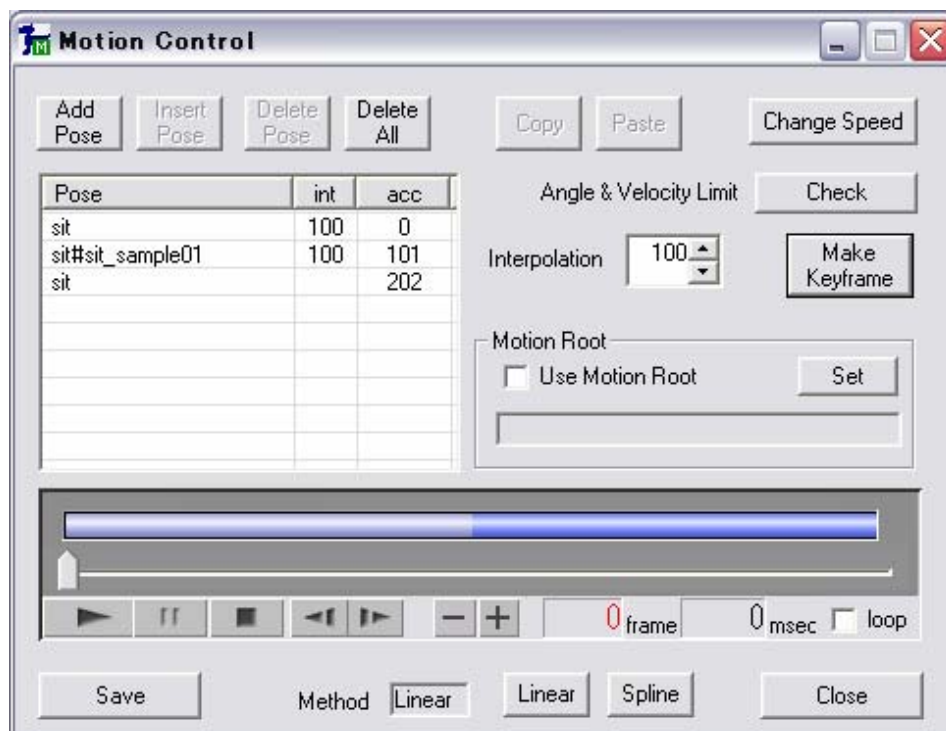 Motion Control
Add Pose Insert Pose Delete Pose Delete All Copy Paste Change Speed
Pose int acc
Angle & Velocity Limit Check
sit 100 0
sit#sit_sample01 100 101
sit 202
Interpolation 100 Make Keyframe
Motion Root
Use Motion Root Set
0 frame 0 msec loop
Save Method Linear Linear Spline Close